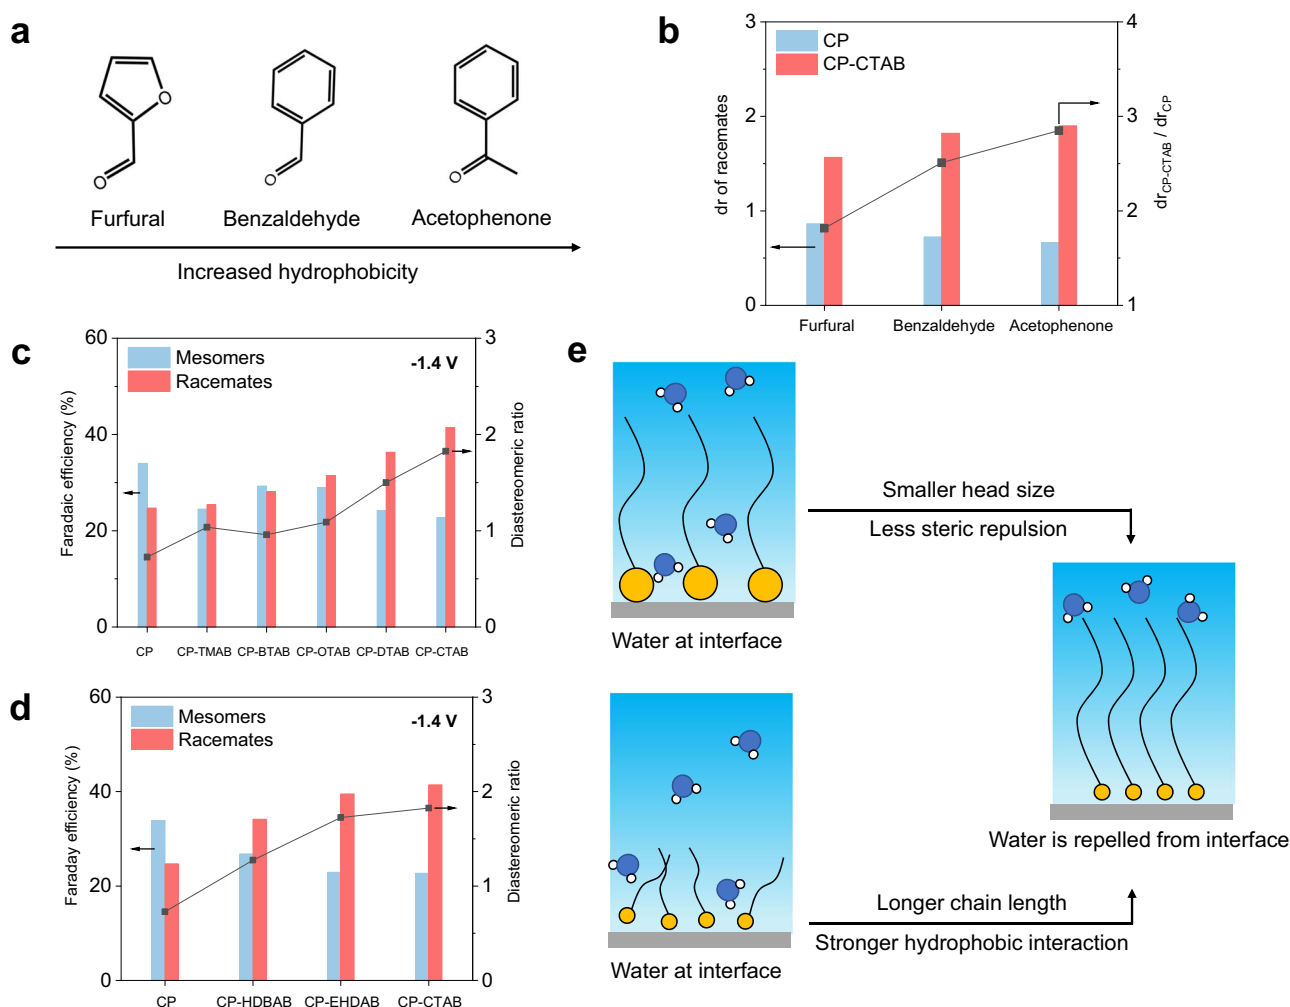 a
O
O
O
O
Furfural Benzaldehyde Acetophenone
Increased hydrophobicity
b
CP
CP-CTAB
dr of racemates
3
2
1
0
4
3
2
1
drCP-CTAB / drCP
Furfural Benzaldehyde Acetophenone
c
Mesomers
Racemates
-1.4 V
Faradaic efficiency (%)
60
40
20
0
3
2
1
0
Diastereomeric ratio
CP CP-TMAB CP-BTAB CP-OTAB CP-DTAB CP-CTAB
d
Mesomers
Racemates
-1.4 V
Faraday efficiency (%)
60
40
20
0
3
2
1
0
Diastereomeric ratio
CP CP-HDBAB CP-EHDAB CP-CTAB
e
Smaller head size
Less steric repulsion
Water at interface
Water is repelled from interface
Longer chain length
Stronger hydrophobic interaction
Water at interface